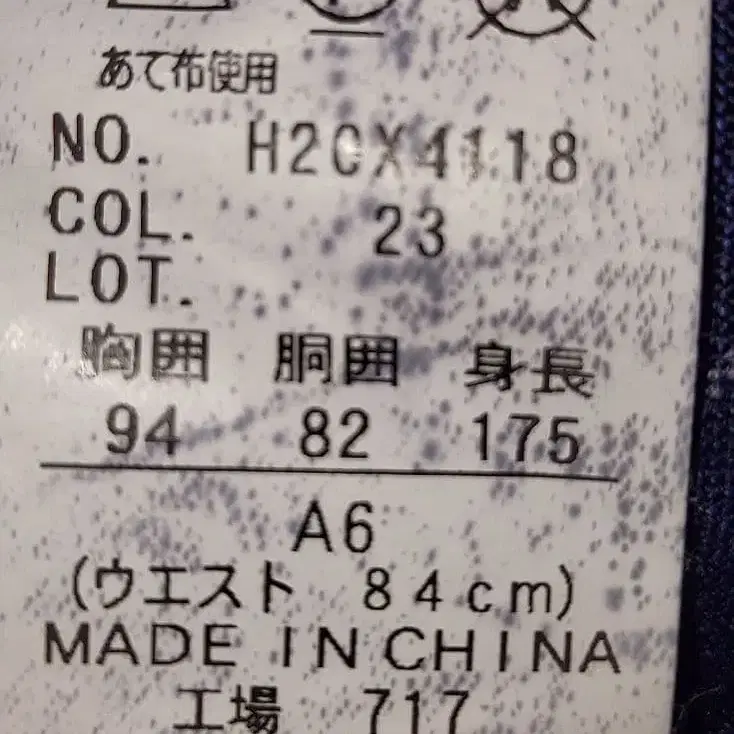 あて布使用
NO. H2CX4118
COL. 23
LOT.
胸囲 胴囲 身長
94 82 175
A6
(ウエスト 84cm)
MADE IN CHINA
工場 717